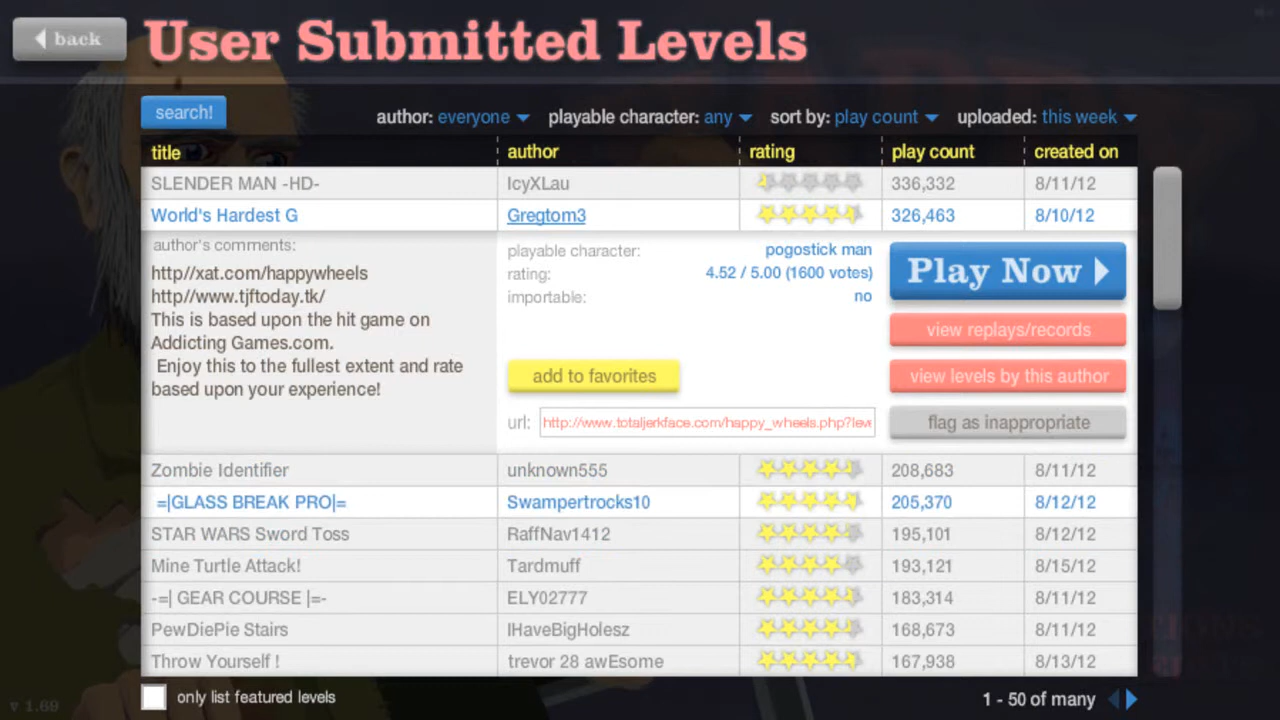 back
User Submitted Levels
search!
author: everyone playable character: any sort by: play count uploaded: this week
title author rating play count created on
SLENDER MAN -HD- IcyXLau 336,332 8/11/12
World's Hardest G Gregtom3 326,463 8/10/12
author's comments:
http//xat.com/happywheels
http//www.tjftoday.tk/
This is based upon the hit game on
Addicting Games.com.
Enjoy this to the fullest extent and rate
based upon your experience!
playable character: pogostick man
rating: 4.52 / 5.00 (1600 votes)
importable: no
add to favorites
url: http://www.totaljerkface.com/happy_wheels.php?lev
Play Now
view replays/records
view levels by this author
flag as inappropriate
Zombie Identifier unknown555 208,683 8/11/12
=|GLASS BREAK PRO|= Swampertrocks10 205,370 8/12/12
STAR WARS Sword Toss RaffNav1412 195,101 8/12/12
Mine Turtle Attack! Tardmuff 193,121 8/15/12
-=| GEAR COURSE |=- ELY02777 183,314 8/11/12
PewDiePie Stairs IHaveBigHolesz 168,673 8/11/12
Throw Yourself ! trevor 28 awEsome 167,938 8/13/12
only list featured levels
1 - 50 of many
v 1.69